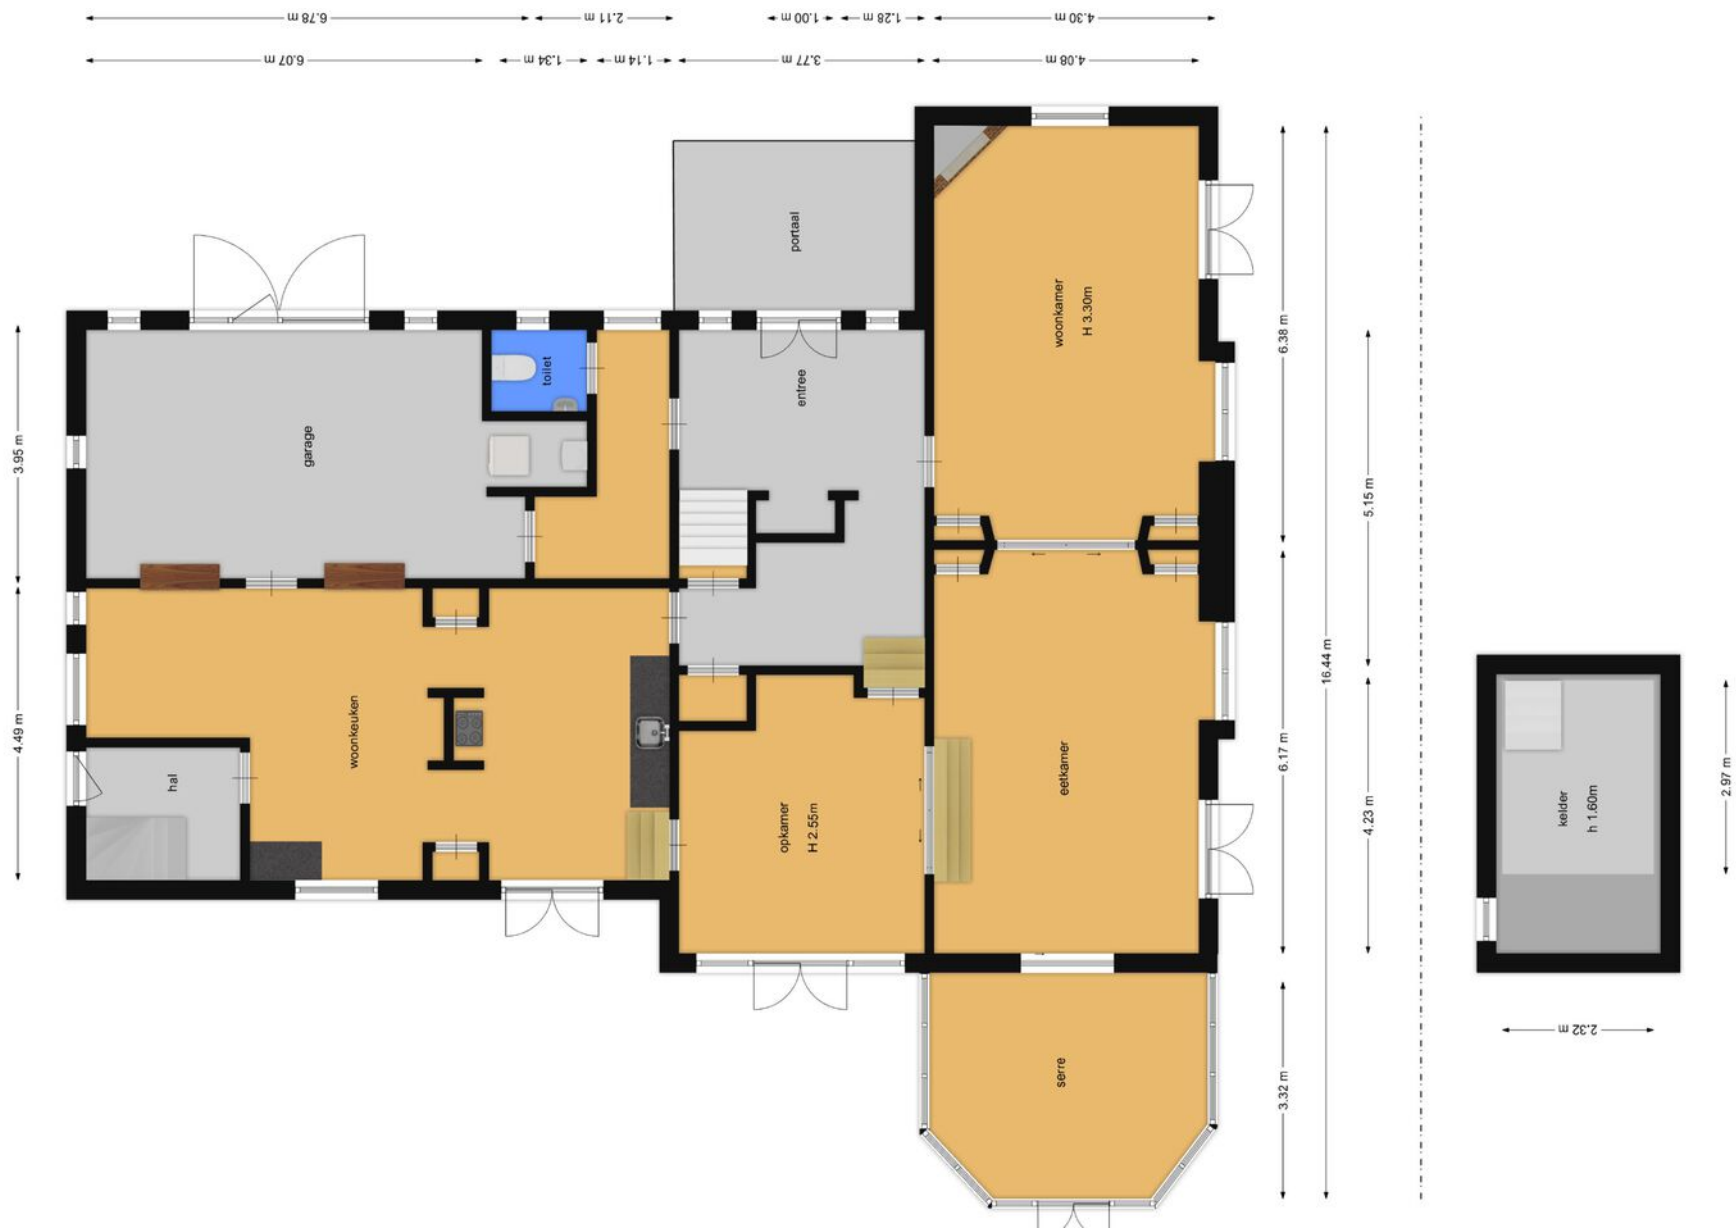 6.78 m
2.11 m
1.00 m
1.28 m
4.30 m
6.07 m
1.34 m
1.14 m
3.77 m
4.08 m
portaal
woonkamer
H 3.30m
toilet
entree
garage
3.95 m
6.38 m
5.15 m
16.44 m
woonkeuken
4.49 m
hal
opkamer
H 2.55m
eetkamer
6.17 m
4.23 m
kelder
h 1.60m
2.97 m
2.32 m
serre
3.32 m